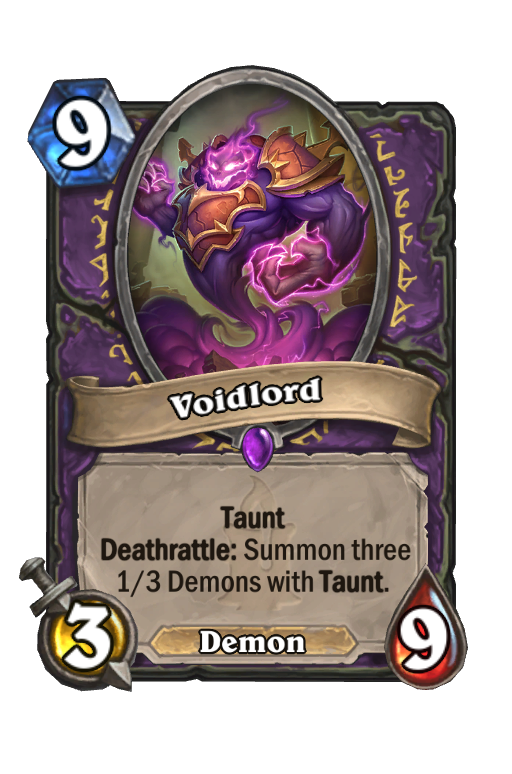 9
Voidlord
Taunt
Deathrattle: Summon three
1/3 Demons with Taunt.
3
Demon
9